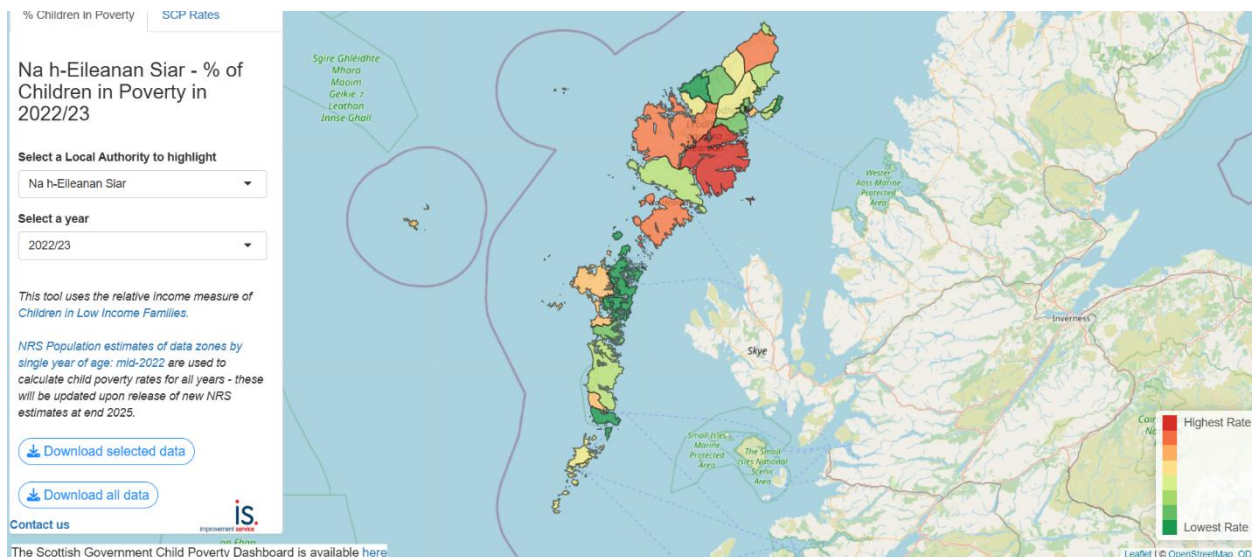 % Children in Poverty
SCP Rates
Na h-Eileanan Siar - % of
Children in Poverty in
2022/23
Select a Local Authority to highlight
Na h-Eileanan Siar
Select a year
2022/23
This tool uses the relative income measure of
Children in Low Income Families.
NRS Population estimates of data zones by
single year of age: mid-2022 are used to
calculate child poverty rates for all years - these
will be updated upon release of new NRS
estimates at end 2025.
Download selected data
Download all data
Contact us
is.
improvement service
The Scottish Government Child Poverty Dashboard is available here
Sgìre Ghlèidhte
Mhara
Maoim
Geikie
Leathan
Innse-Ghall
Wester
Ross Marine
Protected
Area
Inverness
Skye
Small Isles
Marine
Protected
Area
The Small
Isles National
Scenic
Area
Highest Rate
Lowest Rate
Leaflet | © OpenStreetMap